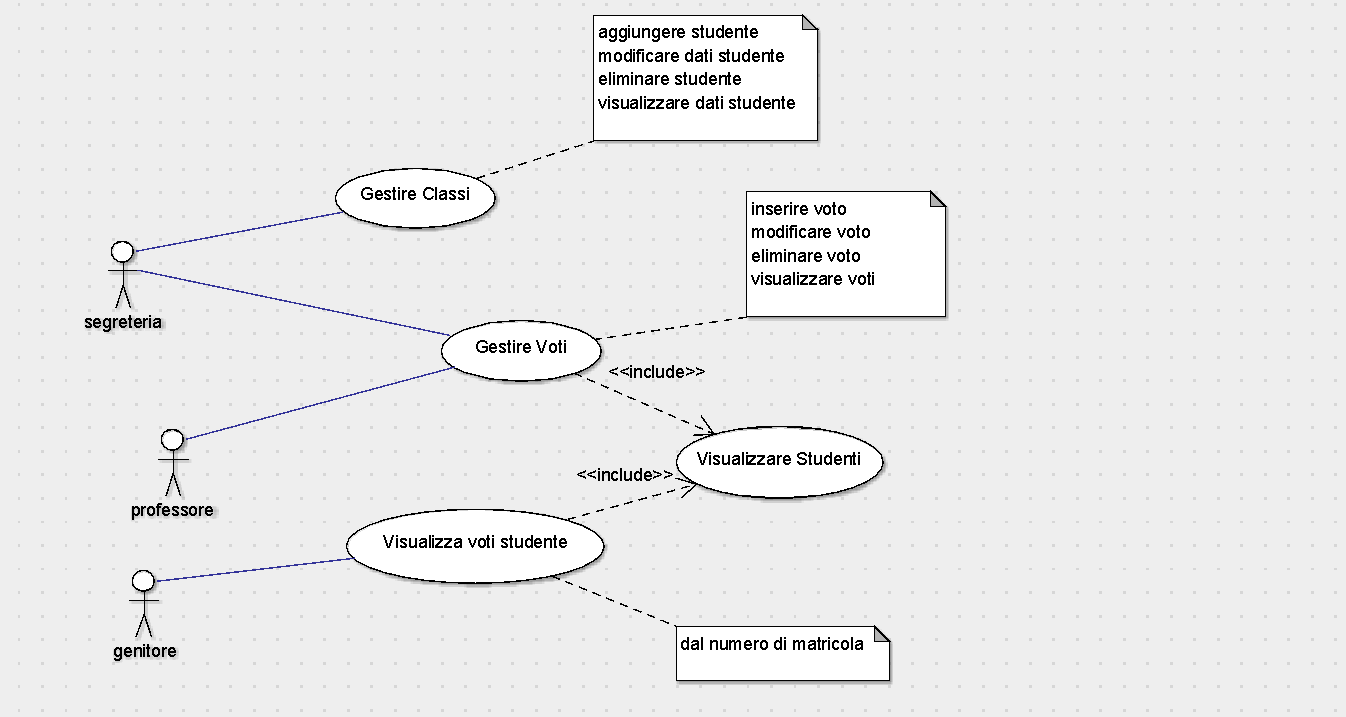 aggiungere studente
modificare dati studente
eliminare studente
visualizzare dati studente
Gestire Classi
inserire voto
modificare voto
eliminare voto
visualizzare voti
segreteria
Gestire Voti
<<include>>
Visualizzare Studenti
<<include>>
professore
Visualizza voti studente
genitore
dal numero di matricola